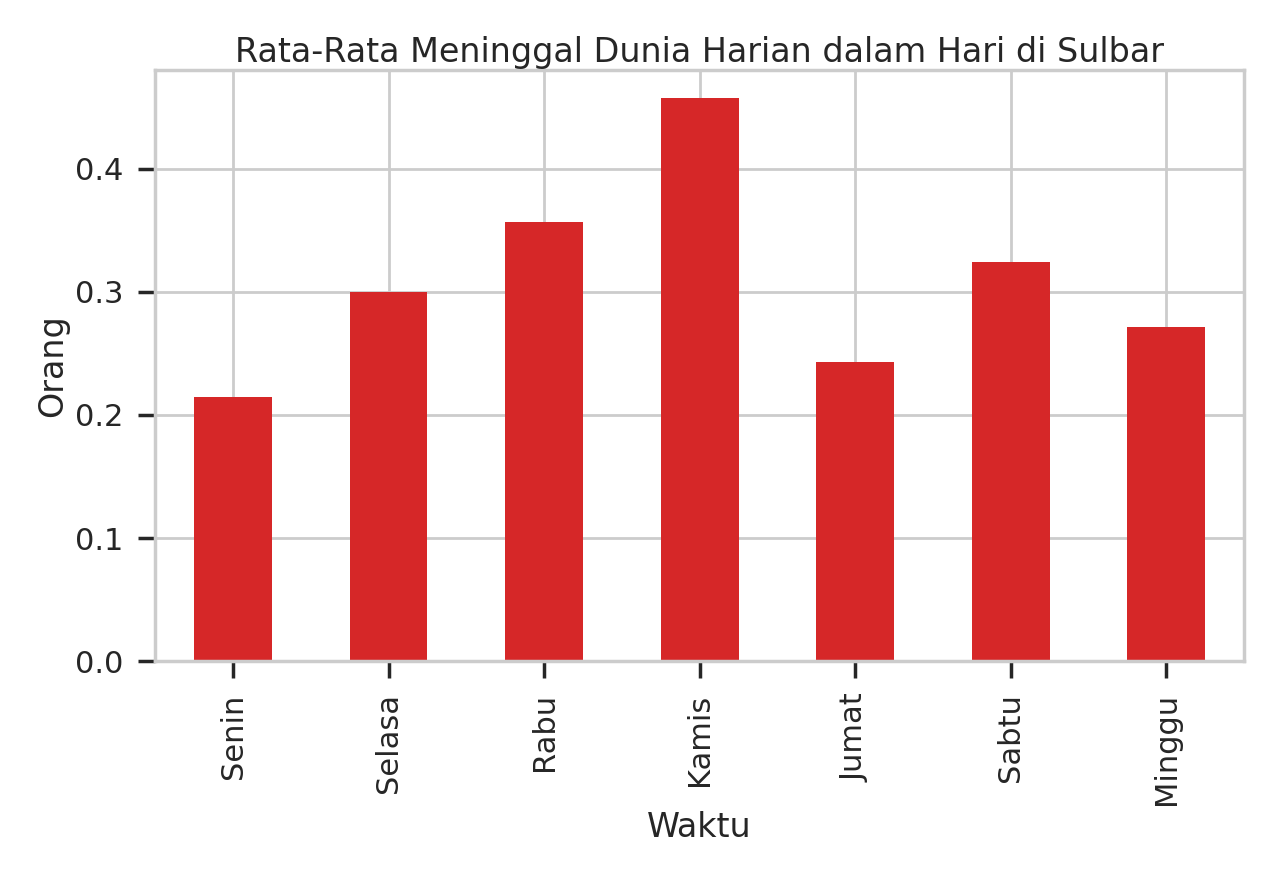 Rata-Rata Meninggal Dunia Harian dalam Hari di Sulbar
Orang
0.4
0.3
0.2
0.1
0.0
Senin
Selasa
Rabu
Kamis
Jumat
Sabtu
Minggu
Waktu